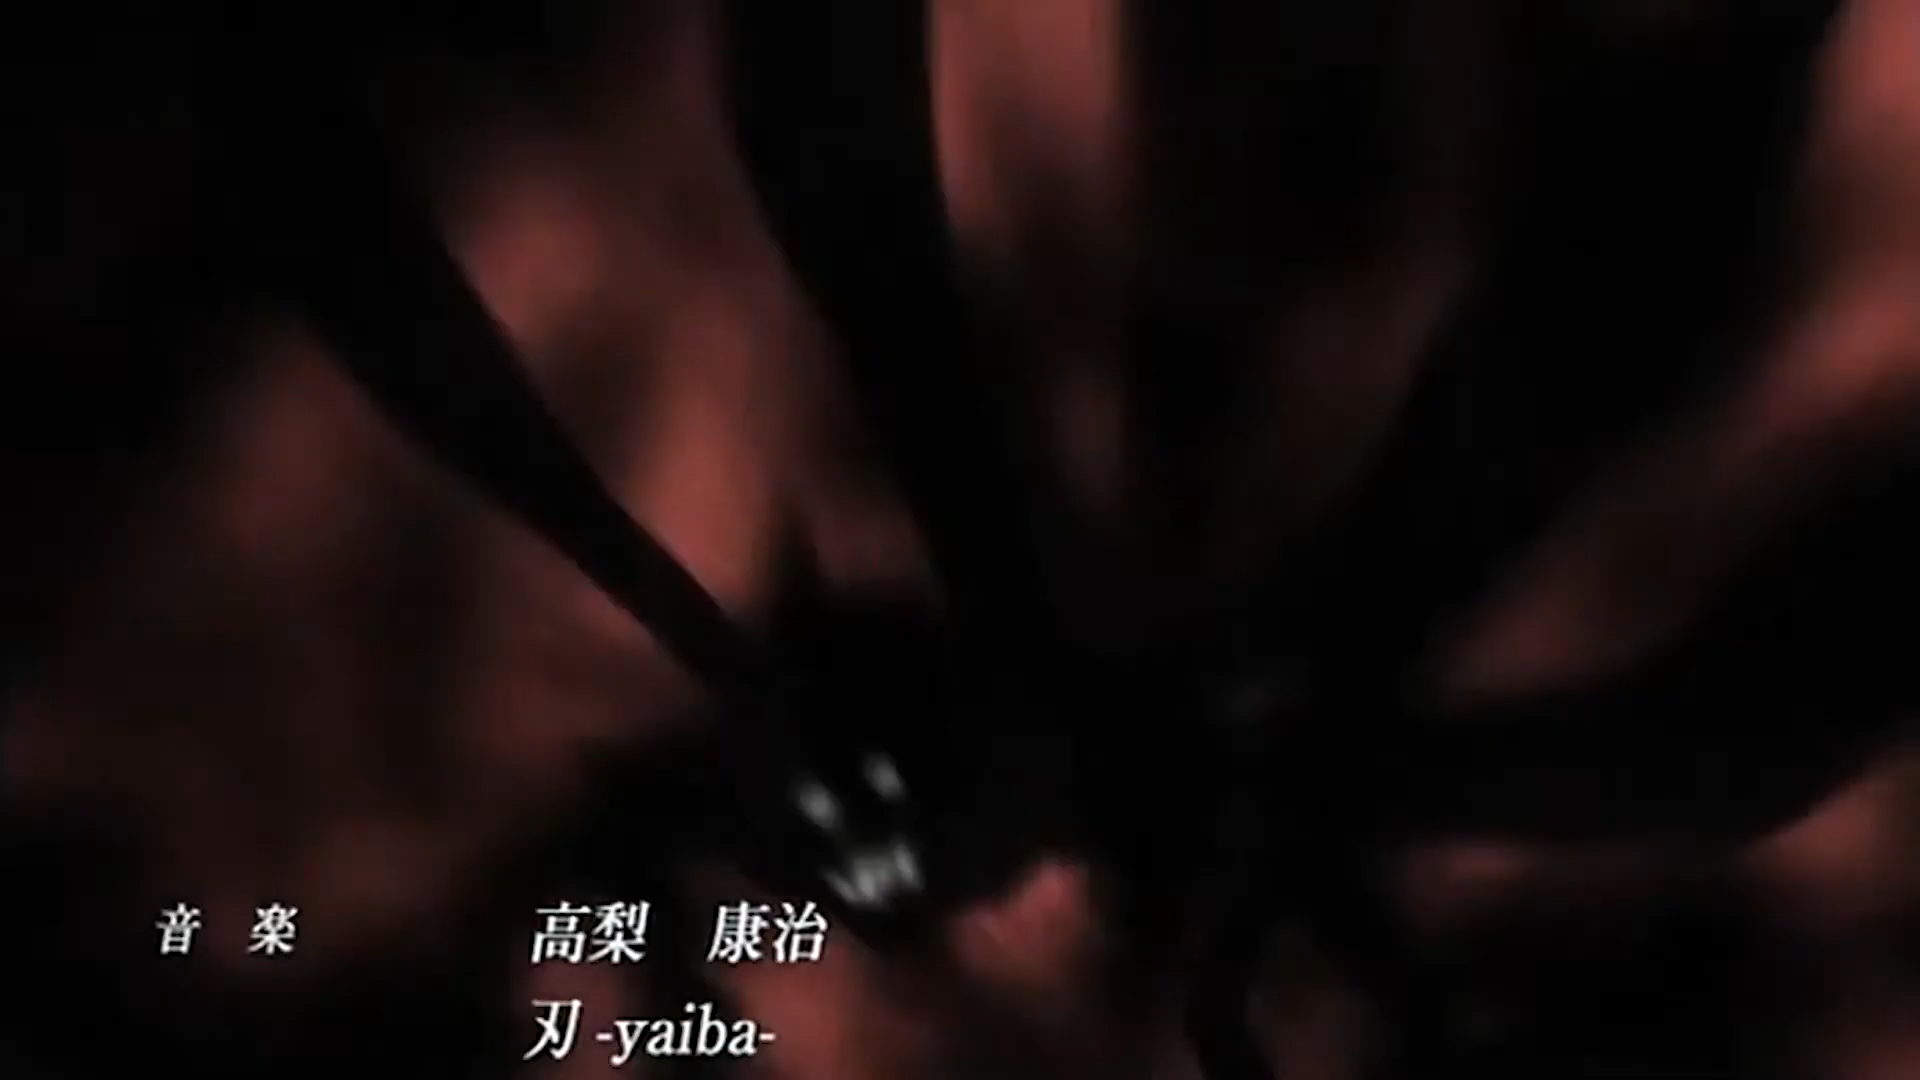 音　楽　高梨　康治
刃 -yaiba-